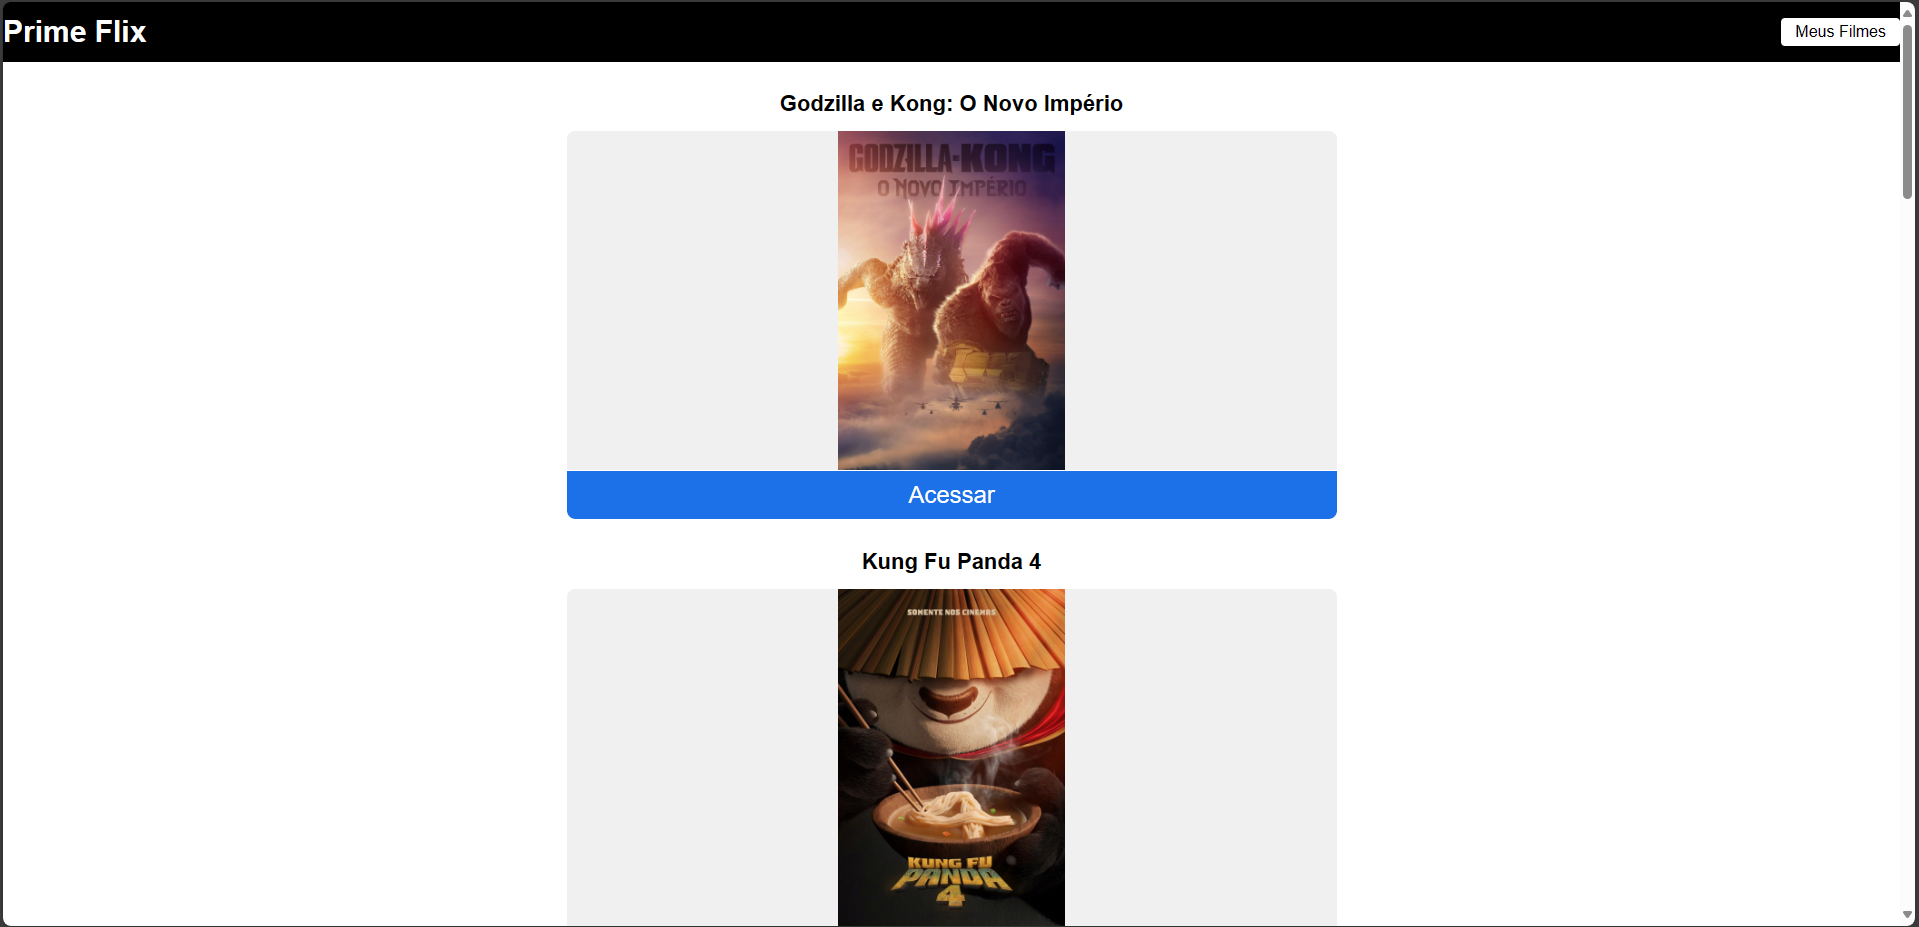 Prime Flix
Meus Filmes
Godzilla e Kong: O Novo Império
GODZILLA-KONG
O NOVO IMPÉRIO
Acessar
Kung Fu Panda 4
SOMENTE NOS CINEMAS
KUNG FU
PANDA
4